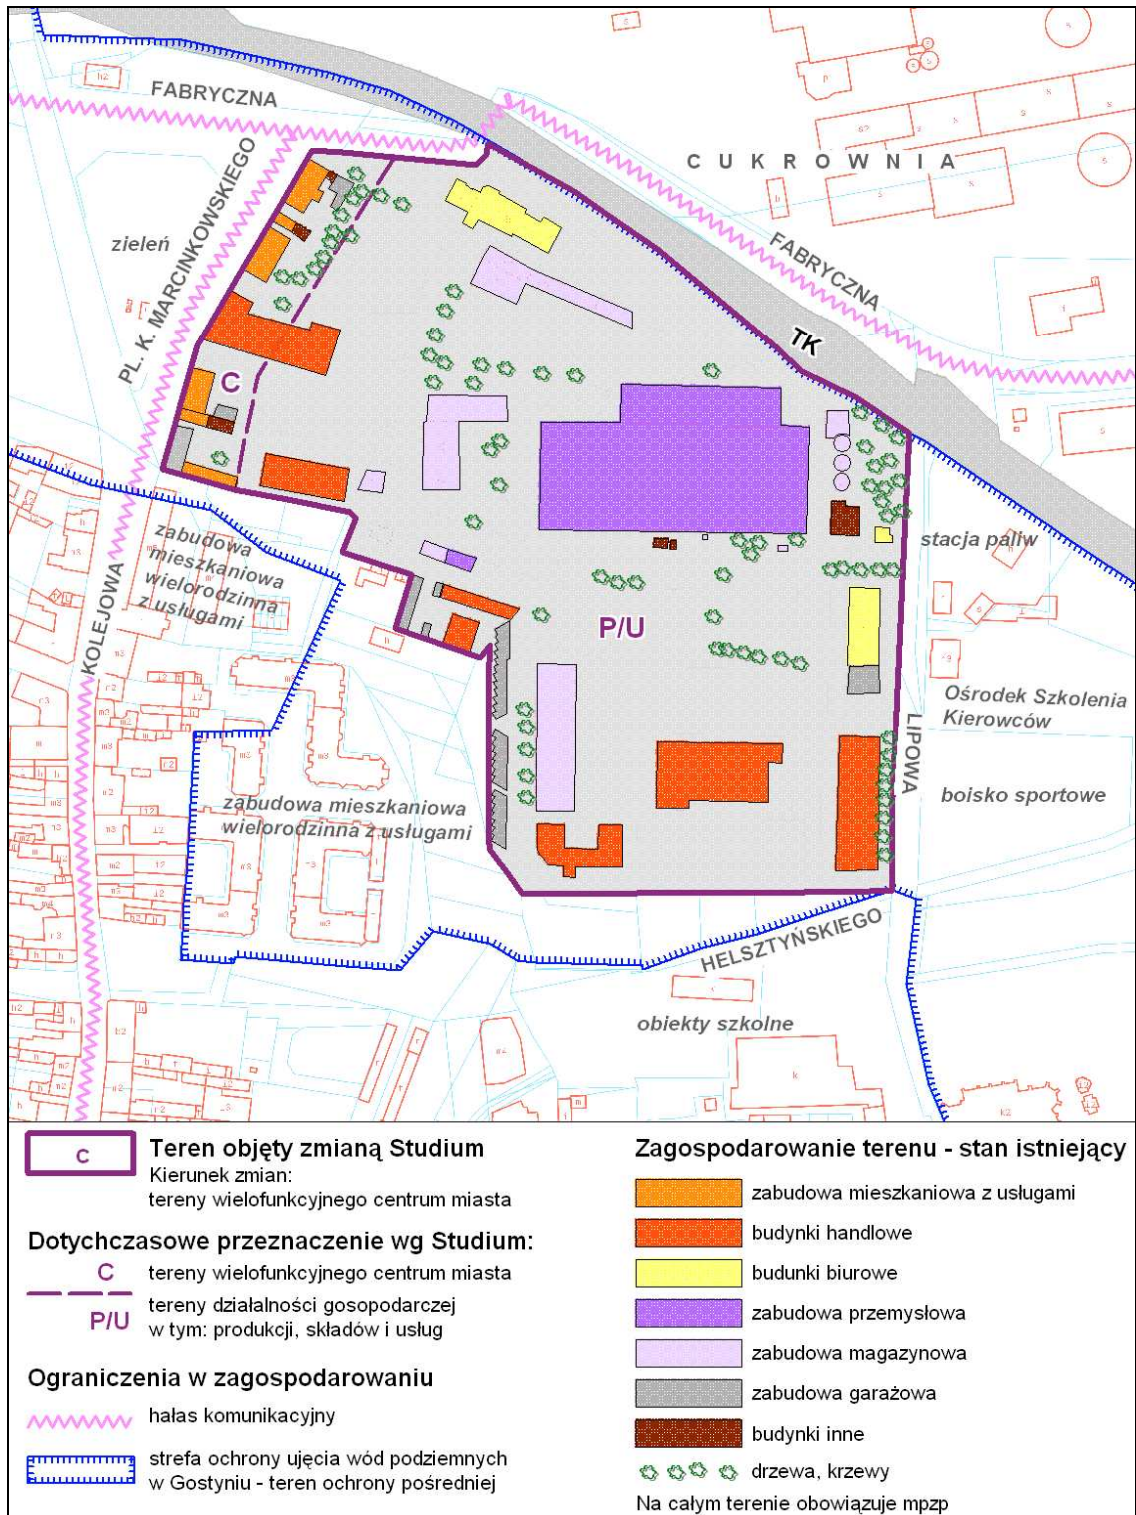 FABRYCZNA
CUKROWNIA
PL. K. MARCINKOWSKIEGO
zieleń
FABRYCZNA
TK
C
zabudowa
mieszkaniowa
wielorodzinna
z usługami
stacja paliw
KOLEJOWA
P/U
Ośrodek Szkolenia
Kierowców
LIPOWA
zabudowa mieszkaniowa
wielorodzinna z usługami
boisko sportowe
HELSZTYŃSKIEGO
obiekty szkolne
C
Teren objęty zmianą Studium
Kierunek zmian:
tereny wielofunkcyjnego centrum miasta
Dotychczasowe przeznaczenie wg Studium:
C
tereny wielofunkcyjnego centrum miasta
P/U
tereny działalności gosopodarczej
w tym: produkcji, składów i usług
Ograniczenia w zagospodarowaniu
hałas komunikacyjny
strefa ochrony ujęcia wód podziemnych
w Gostyniu - teren ochrony pośredniej
Zagospodarowanie terenu - stan istniejący
zabudowa mieszkaniowa z usługami
budynki handlowe
budunki biurowe
zabudowa przemysłowa
zabudowa magazynowa
zabudowa garażowa
budynki inne
drzewa, krzewy
Na całym terenie obowiązuje mpzp